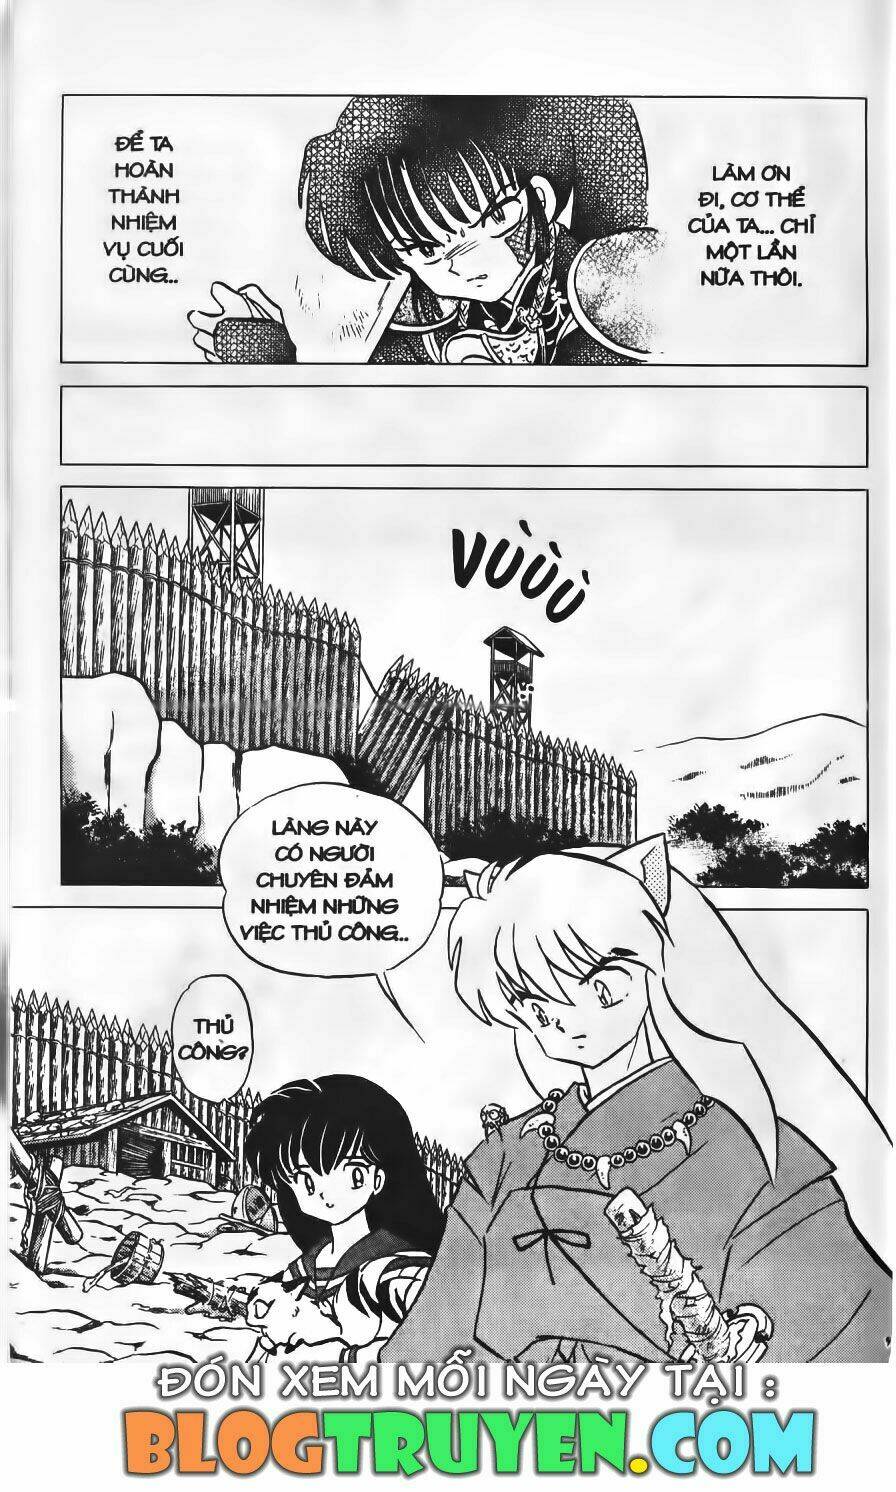 LÀM ƠN
ĐI, CƠ THỂ
CỦA TA... CHỈ
MỘT LẦN
NỮA THÔI.
ĐỂ TA
HOÀN
THÀNH
NHIỆM
VỤ CUỐI
CÙNG...
VÙÙÙ
LÀNG NÀY
CÓ NGƯỜI
CHUYÊN ĐẢM
NHIỆM NHỮNG
VIỆC THỦ CÔNG...
THỦ
CÔNG?
ĐÓN XEM MỖI NGÀY TẠI :
BLOGTRUYEN.COM